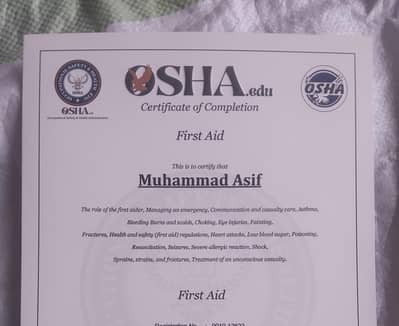 OSHA.edu
OSHA
OSHA
Certificate of Completion
First Aid
This is to certify that
Muhammad Asif
The role of the first aider, Managing an emergency, Communication and casualty care, Asthma,
Bleeding Burns and scalds, Choking, Eye injuries, Fainting,
Fractures, Health and safety (first aid) regulations, Heart attacks, Low blood sugar, Poisoning,
Resuscitation, Seizures, Severe allergic reaction, Shock,
Sprains, strains, and fractures, Treatment of an unconscious casualty.
First Aid
Registration No :